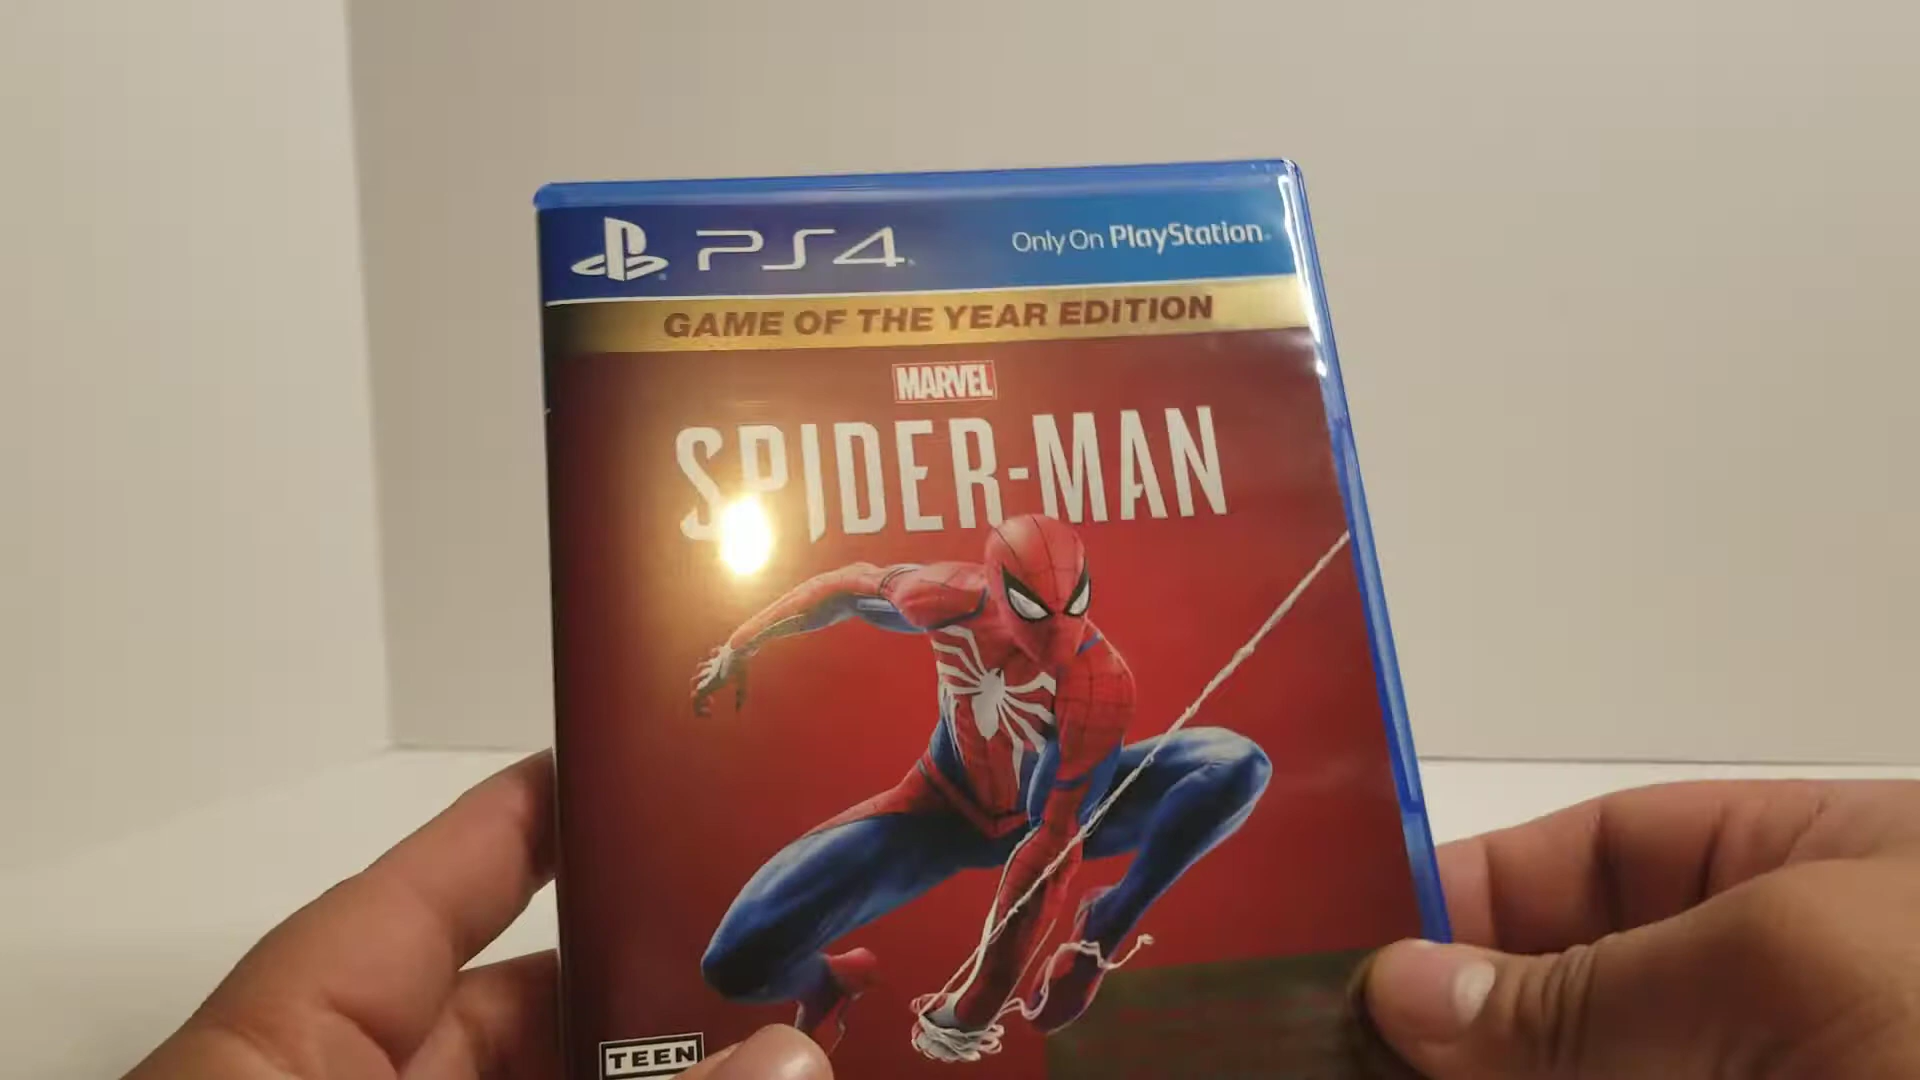 PS4
Only On PlayStation
GAME OF THE YEAR EDITION
MARVEL
SPIDER-MAN
TEEN